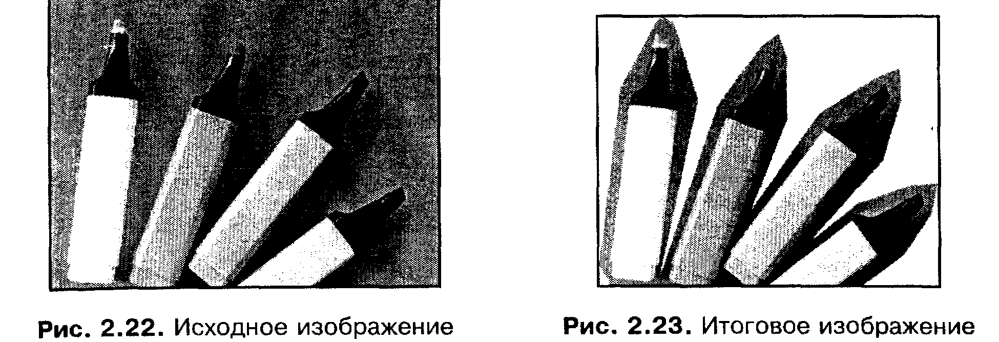 Рис. 2.22. Исходное изображение
Рис. 2.23. Итоговое изображение